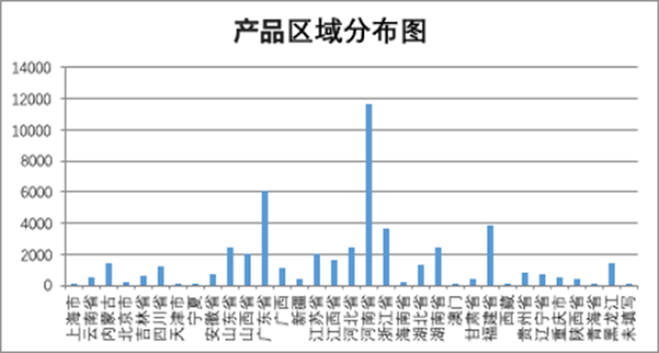 产品区域分布图
14000
12000
10000
8000
6000
4000
2000
0
上海市
云南省
内蒙古
北京市
吉林省
四川省
天津市
宁夏
安徽省
山东省
山西省
广东省
广西
新疆
江苏省
江西省
河北省
河南省
浙江省
海南省
湖北省
湖南省
澳门
甘肃省
福建省
西藏
贵州省
辽宁省
重庆市
陕西省
青海省
黑龙江
未填写